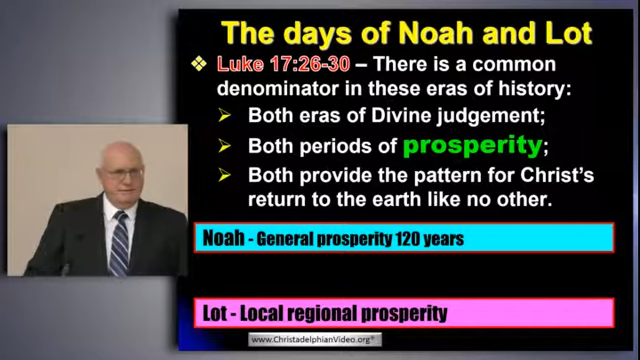 The days of Noah and Lot
Luke 17:26-30 – There is a common
denominator in these eras of history:
Both eras of Divine judgement;
Both periods of prosperity;
Both provide the pattern for Christ's
return to the earth like no other.
Noah - General prosperity 120 years
Lot - Local regional prosperity
www.ChristadelphianVideo.org